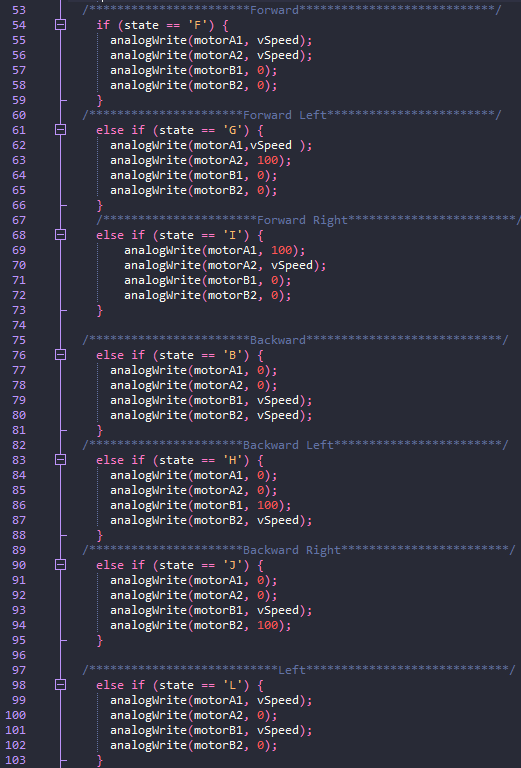 53 /***********************Forward****************************/
54 if (state == 'F') {
55 analogWrite(motorA1, vSpeed);
56 analogWrite(motorA2, vSpeed);
57 analogWrite(motorB1, 0);
58 analogWrite(motorB2, 0);
59 }
60 /**********************Forward Left************************/
61 else if (state == 'G') {
62 analogWrite(motorA1,vSpeed );
63 analogWrite(motorA2, 100);
64 analogWrite(motorB1, 0);
65 analogWrite(motorB2, 0);
66 }
67 /**********************Forward Right************************/
68 else if (state == 'I') {
69 analogWrite(motorA1, 100);
70 analogWrite(motorA2, vSpeed);
71 analogWrite(motorB1, 0);
72 analogWrite(motorB2, 0);
73 }
74
75 /***********************Backward****************************/
76 else if (state == 'B') {
77 analogWrite(motorA1, 0);
78 analogWrite(motorA2, 0);
79 analogWrite(motorB1, vSpeed);
80 analogWrite(motorB2, vSpeed);
81 }
82 /**********************Backward Left************************/
83 else if (state == 'H') {
84 analogWrite(motorA1, 0);
85 analogWrite(motorA2, 0);
86 analogWrite(motorB1, 100);
87 analogWrite(motorB2, vSpeed);
88 }
89 /**********************Backward Right************************/
90 else if (state == 'J') {
91 analogWrite(motorA1, 0);
92 analogWrite(motorA2, 0);
93 analogWrite(motorB1, vSpeed);
94 analogWrite(motorB2, 100);
95 }
96
97 /***************************Left*****************************/
98 else if (state == 'L') {
99 analogWrite(motorA1, vSpeed);
100 analogWrite(motorA2, 0);
101 analogWrite(motorB1, vSpeed);
102 analogWrite(motorB2, 0);
103 }